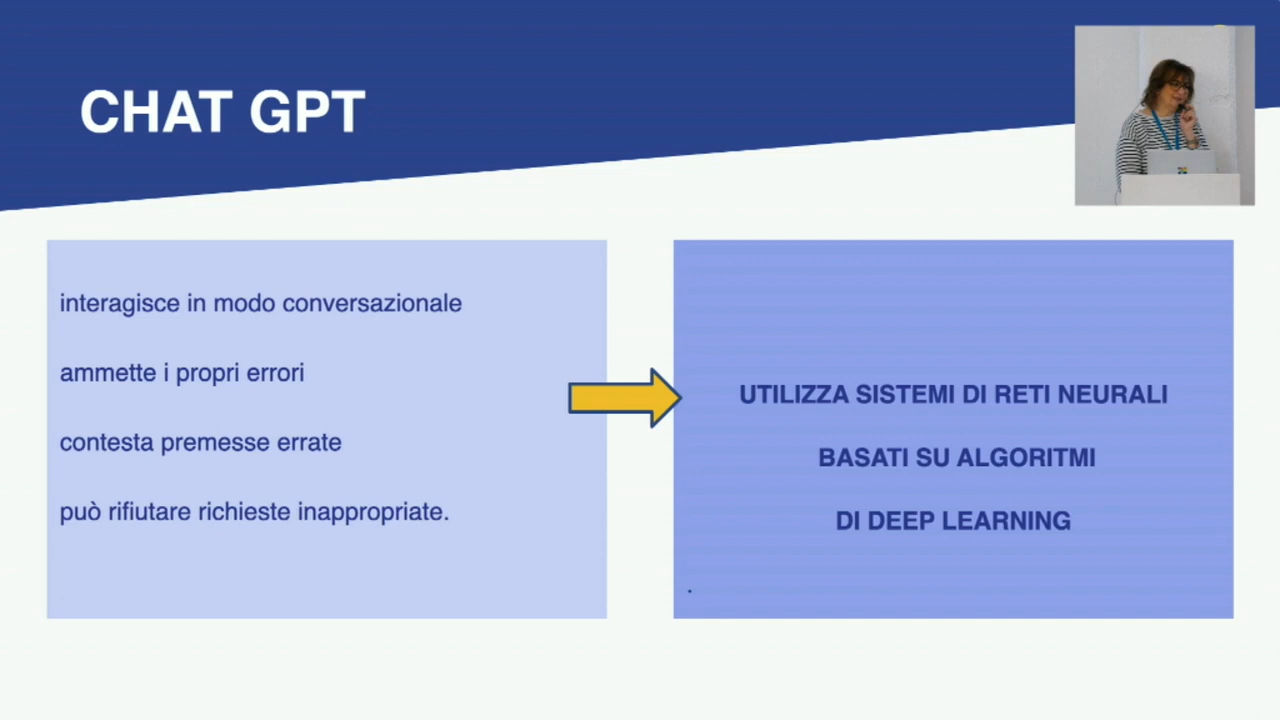 CHAT GPT
interagisce in modo conversazionale
ammette i propri errori
contesta premesse errate
può rifiutare richieste inappropriate.
UTILIZZA SISTEMI DI RETI NEURALI
BASATI SU ALGORITMI
DI DEEP LEARNING
.